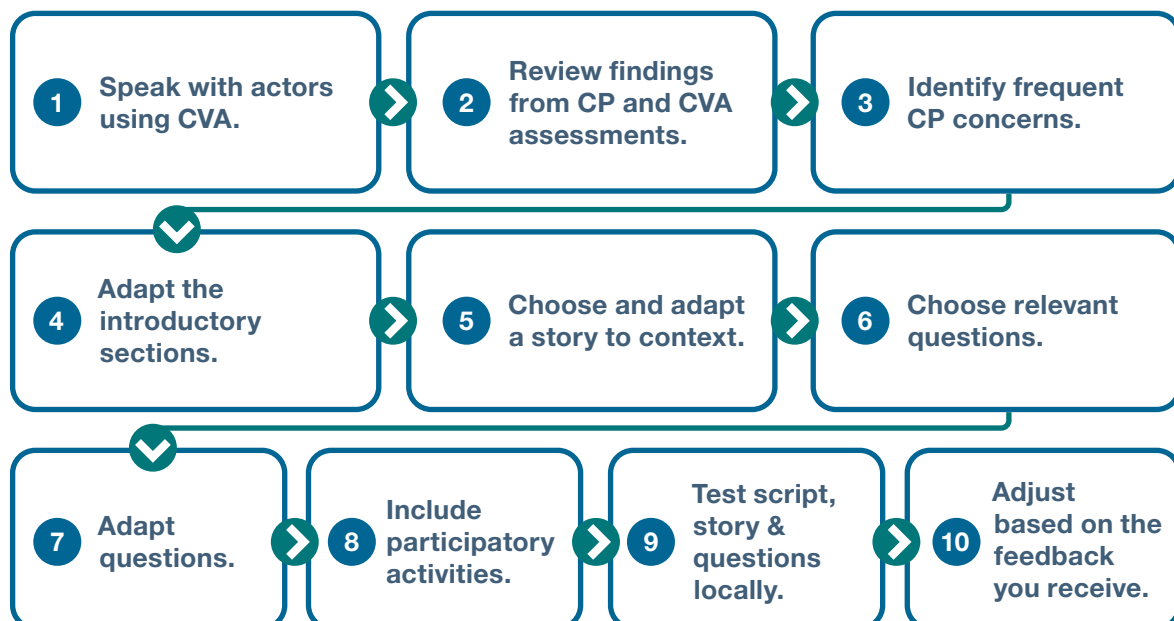 1
Speak with actors
using CVA.
2
Review findings
from CP and CVA
assessments.
3
Identify frequent
CP concerns.
4
Adapt the
introductory
sections.
5
Choose and adapt
a story to context.
6
Choose relevant
questions.
7
Adapt
questions.
8
Include
participatory
activities.
9
Test script,
story &
questions
locally.
10
Adjust
based on the
feedback
you receive.